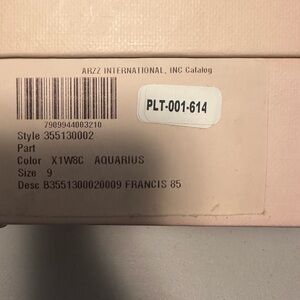 ARZZ INTERNATIONAL, INC Catalog
PLT-001-614
7909944003210
Style 355130002
Part
Color X1W8C AQUARIUS
Size 9
Desc B3551300020009 FRANCIS 85